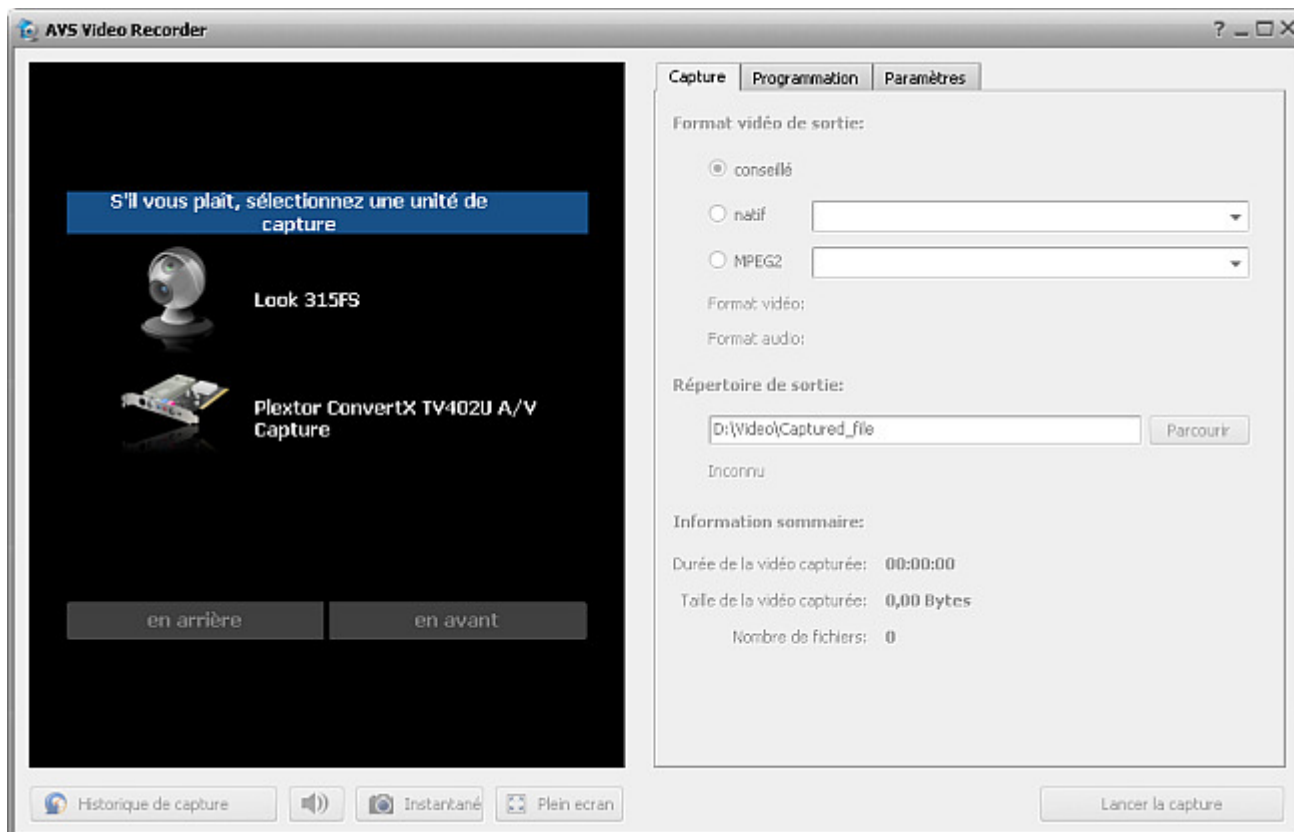 AVS Video Recorder
?
S'il vous plaît, sélectionnez une unité de
capture
Look 315FS
Plextor ConvertX TV402U A/V
Capture
en arrière en avant
Historique de capture
Instantané
Plein ecran
Capture Programmation Paramètres
Format vidéo de sortie:
conseillé
natif
MPEG2
Format vidéo:
Format audio:
Répertoire de sortie:
D:\Video\Captured_file Parcourir
Inconnu
Information sommaire:
Durée de la vidéo capturée: 00:00:00
Taille de la vidéo capturée: 0,00 Bytes
Nombre de fichiers: 0
Lancer la capture